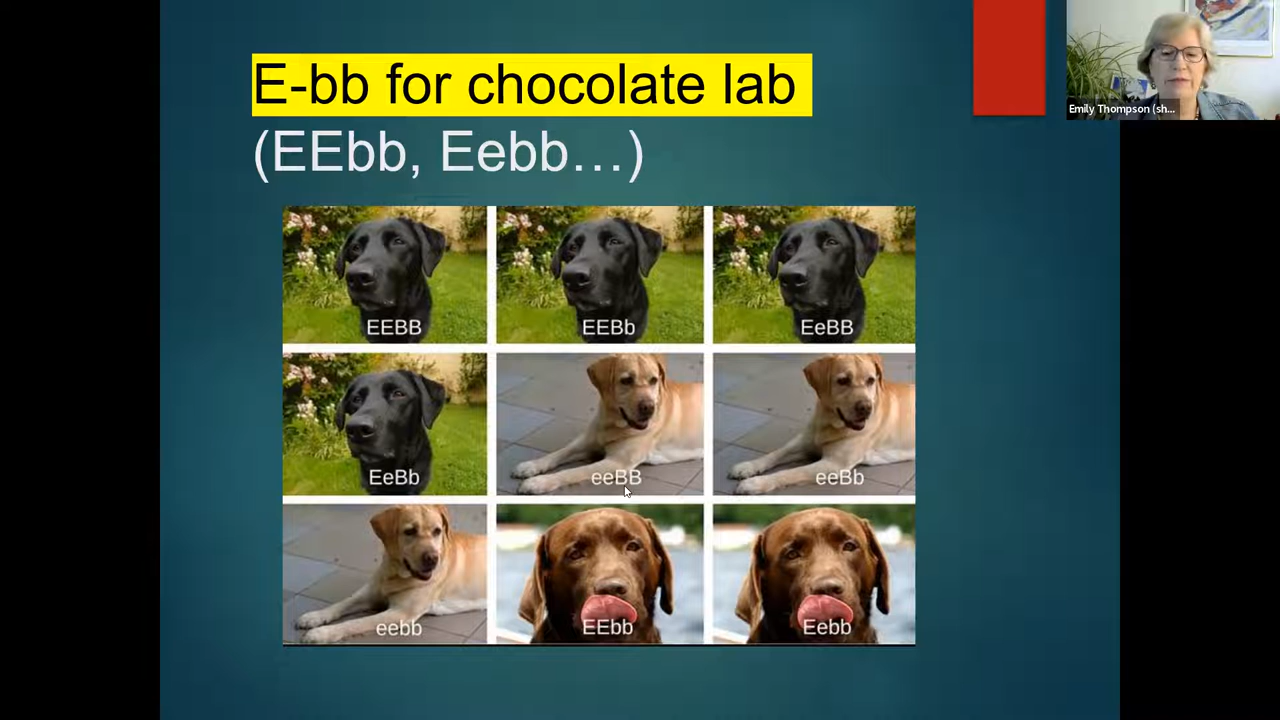 E-bb for chocolate lab
(EEbb, Eebb…)
Emily Thompson (sh...
EEBB
EEBb
EeBB
EeBb
eeBB
eeBb
eebb
EEbb
Eebb